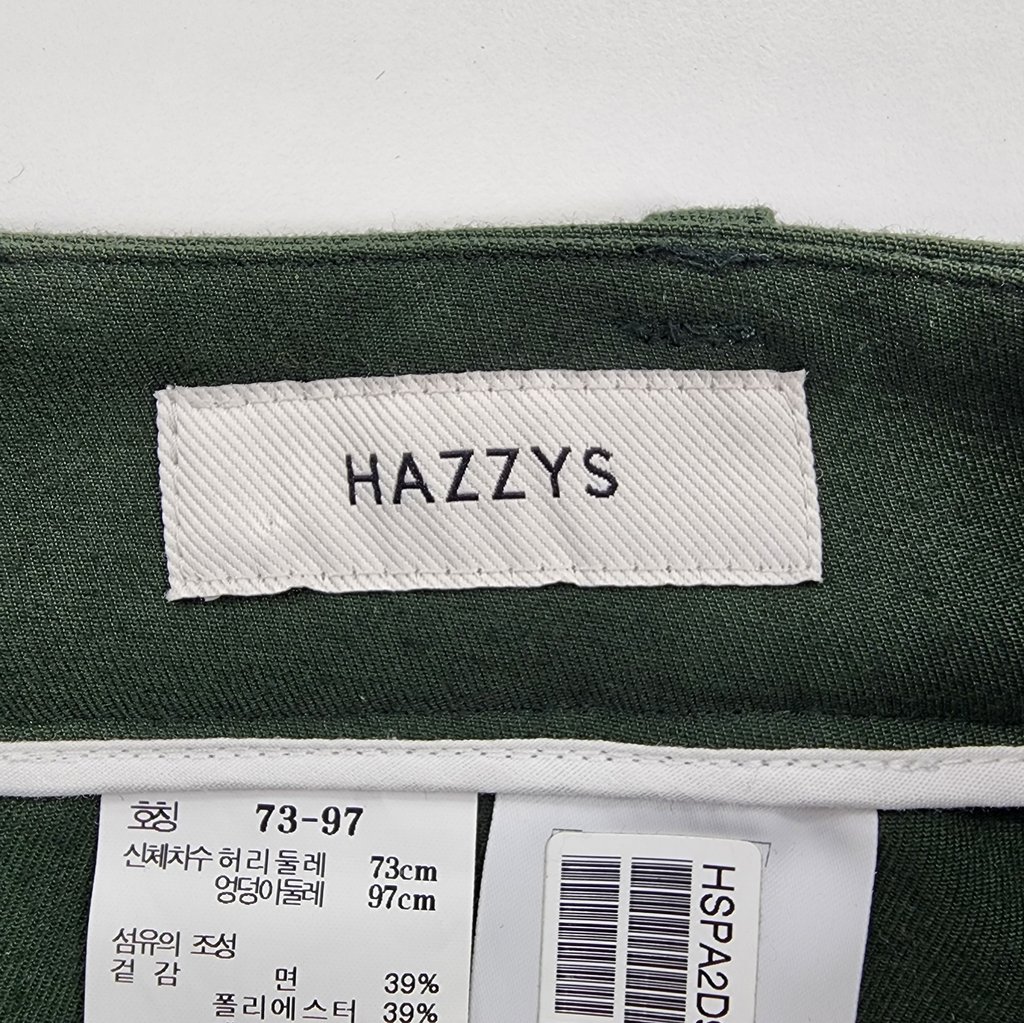 HAZZYS
호칭 73-97
신체치수 허리둘레 73cm
엉덩이둘레 97cm
섬유의 조성
겉감 면 39%
폴리에스터 39%